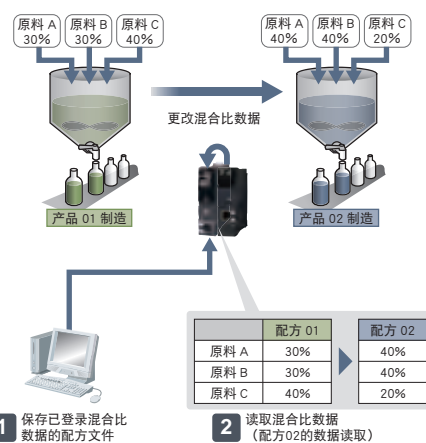 原料 A 原料 B 原料 C
30% 30% 40%
原料 A 原料 B 原料 C
40% 40% 20%
更改混合比数据
产品 01 制造
产品 02 制造
配方 01 配方 02
原料 A 30% 40%
原料 B 30% 40%
原料 C 40% 20%
1 保存已登录混合比
数据的配方文件
2 读取混合比数据
（配方02的数据读取）